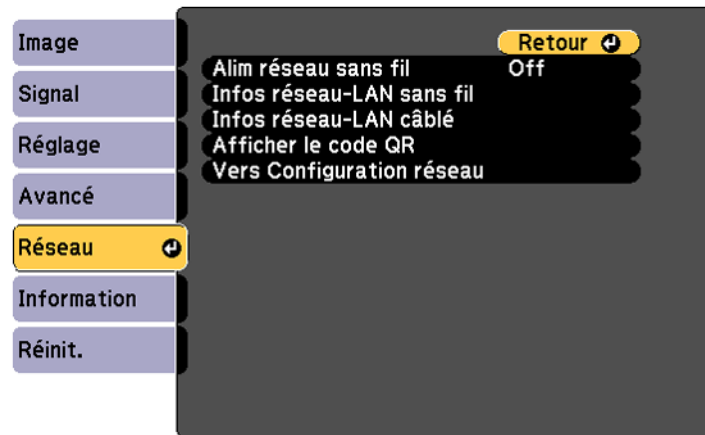 Image
Signal
Réglage
Avancé
Réseau
Information
Réinit.
Retour
Alim réseau sans fil Off
Infos réseau-LAN sans fil
Infos réseau-LAN câblé
Afficher le code QR
Vers Configuration réseau